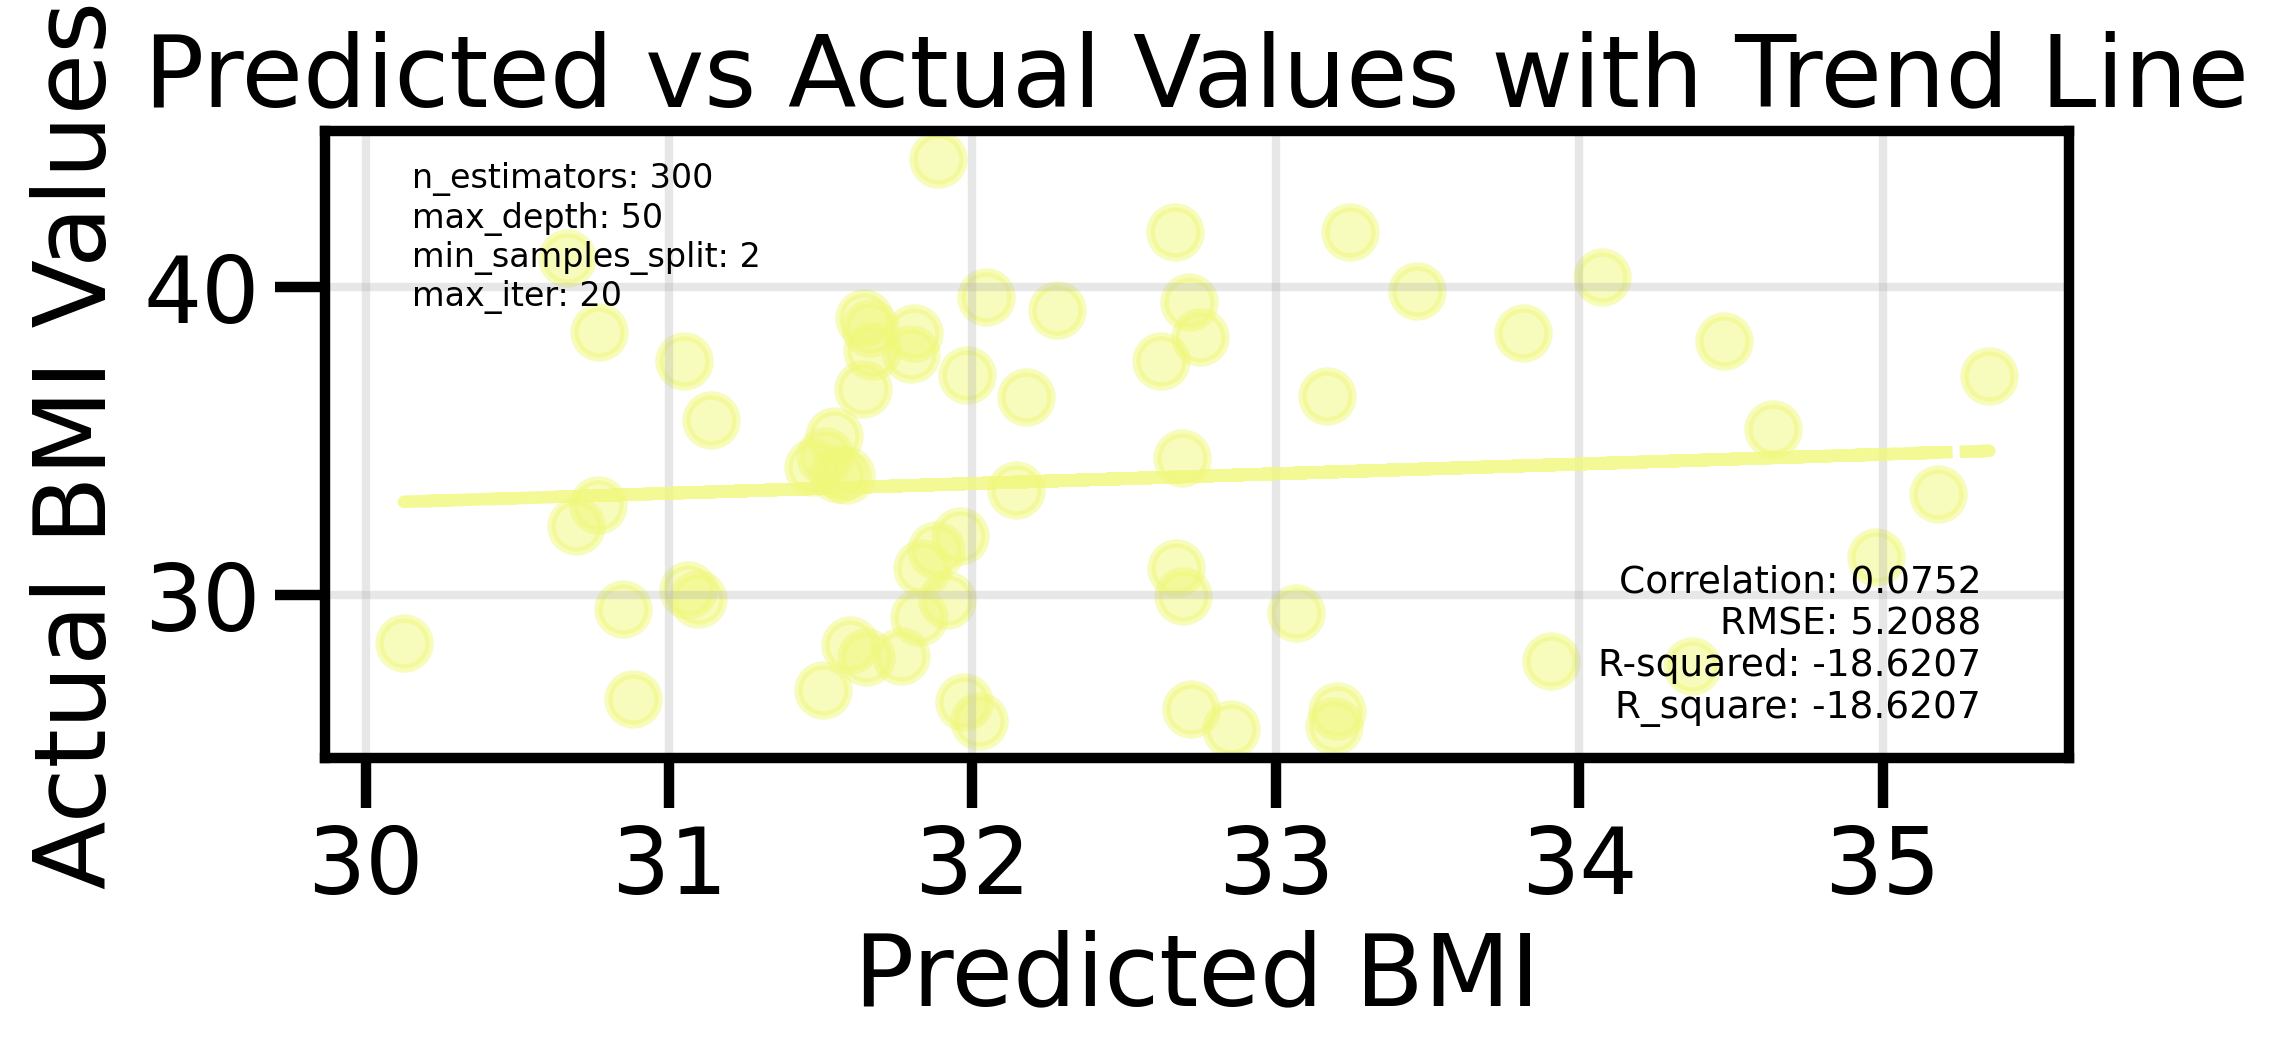 Predicted vs Actual Values with Trend Line
Actual BMI Values
n_estimators: 300
max_depth: 50
min_samples_split: 2
max_iter: 20
40
30
Correlation: 0.0752
RMSE: 5.2088
R-squared: -18.6207
R_square: -18.6207
30 31 32 33 34 35
Predicted BMI